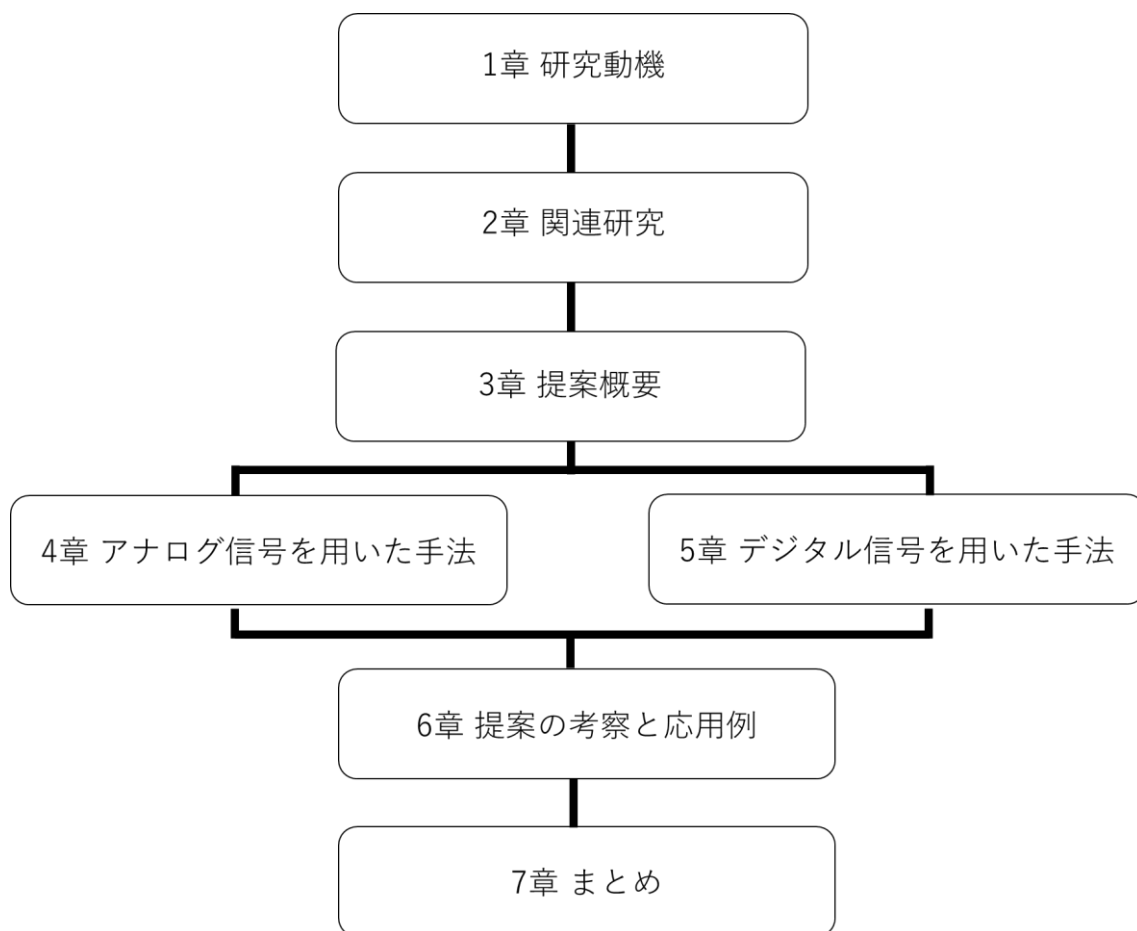 1章 研究動機
2章 関連研究
3章 提案概要
4章 アナログ信号を用いた手法
5章 デジタル信号を用いた手法
6章 提案の考察と応用例
7章 まとめ